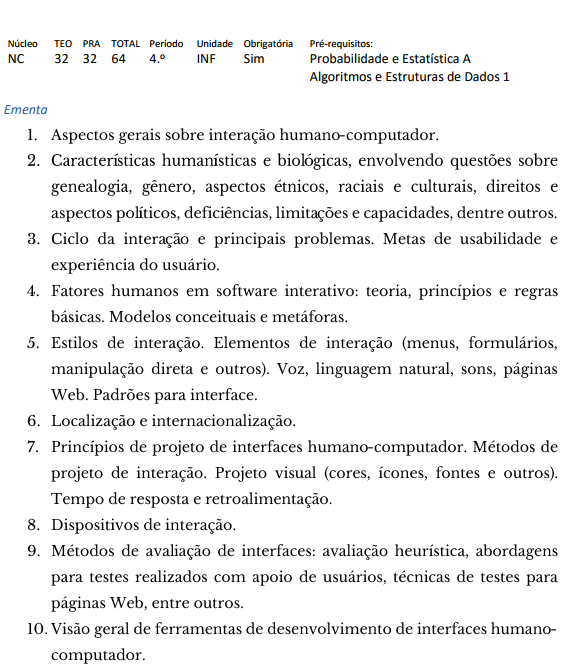 Núcleo TEO PRA TOTAL Período Unidade Obrigatória Pré-requisitos:
NC 32 32 64 4.º INF Sim Probabilidade e Estatística A
Algoritmos e Estruturas de Dados 1
Ementa
1. Aspectos gerais sobre interação humano-computador.
2. Características humanísticas e biológicas, envolvendo questões sobre
genealogia, gênero, aspectos étnicos, raciais e culturais, direitos e
aspectos políticos, deficiências, limitações e capacidades, dentre outros.
3. Ciclo da interação e principais problemas. Metas de usabilidade e
experiência do usuário.
4. Fatores humanos em software interativo: teoria, princípios e regras
básicas. Modelos conceituais e metáforas.
5. Estilos de interação. Elementos de interação (menus, formulários,
manipulação direta e outros). Voz, linguagem natural, sons, páginas
Web. Padrões para interface.
6. Localização e internacionalização.
7. Princípios de projeto de interfaces humano-computador. Métodos de
projeto de interação. Projeto visual (cores, ícones, fontes e outros).
Tempo de resposta e retroalimentação.
8. Dispositivos de interação.
9. Métodos de avaliação de interfaces: avaliação heurística, abordagens
para testes realizados com apoio de usuários, técnicas de testes para
páginas Web, entre outros.
10. Visão geral de ferramentas de desenvolvimento de interfaces humano-
computador.